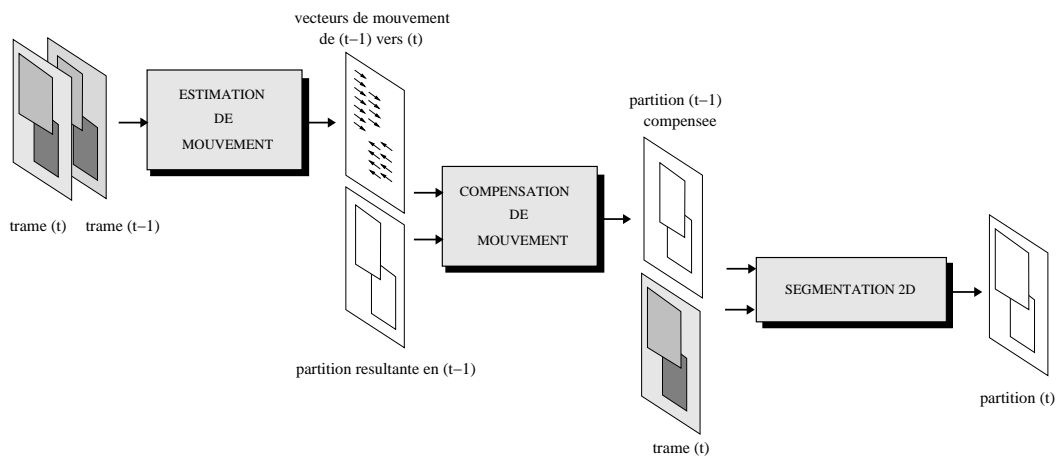 vecteurs de mouvement
de (t−1) vers (t)
ESTIMATION
DE
MOUVEMENT
trame (t)
trame (t−1)
partition resultante en (t−1)
COMPENSATION
DE
MOUVEMENT
partition (t−1)
compensee
trame (t)
SEGMENTATION 2D
partition (t)